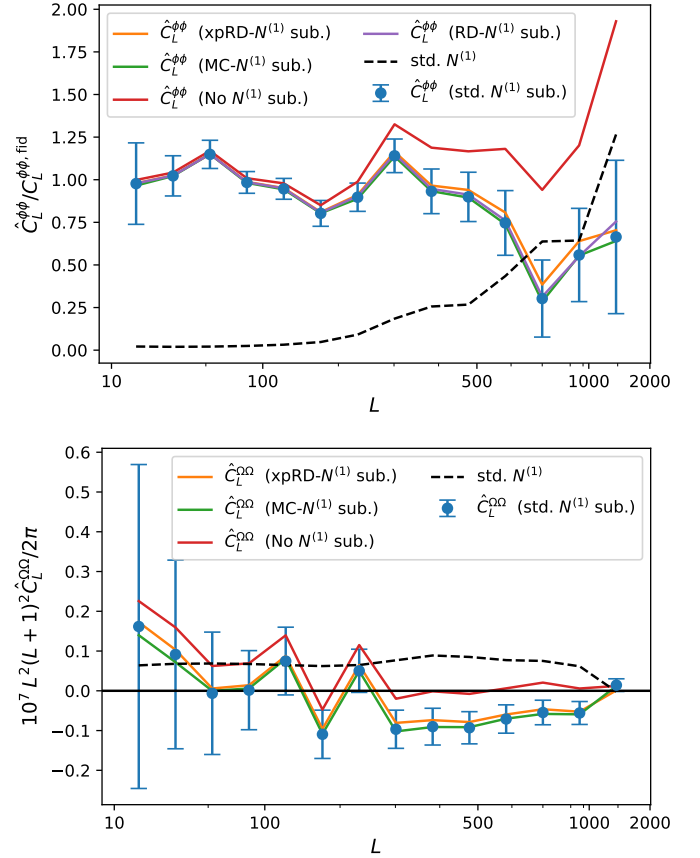 2.00
1.75
1.50
1.25
1.00
0.75
0.50
0.25
0.00
Ĉ_L^ϕϕ/C_L^ϕϕ, fid
Ĉ_L^ϕϕ (xpRD-N^(1) sub.)
Ĉ_L^ϕϕ (MC-N^(1) sub.)
Ĉ_L^ϕϕ (No N^(1) sub.)
Ĉ_L^ϕϕ (RD-N^(1) sub.)
std. N^(1)
Ĉ_L^ϕϕ (std. N^(1) sub.)
10 100 500 1000 2000
L
0.6
0.5
0.4
0.3
0.2
0.1
0.0
−0.1
−0.2
10^7 L^2(L + 1)^2Ĉ_L^ΩΩ/2π
Ĉ_L^ΩΩ (xpRD-N^(1) sub.)
Ĉ_L^ΩΩ (MC-N^(1) sub.)
Ĉ_L^ΩΩ (No N^(1) sub.)
std. N^(1)
Ĉ_L^ΩΩ (std. N^(1) sub.)
10 100 500 1000 2000
L